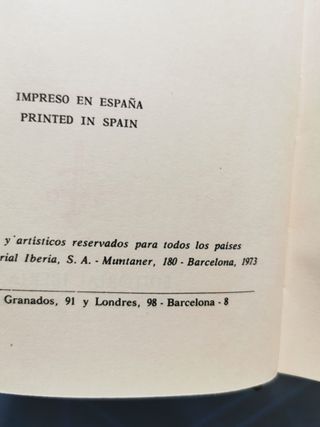 IMPRESO EN ESPAÑA
PRINTED IN SPAIN
y artísticos reservados para todos los países
rial Iberia, S. A. - Muntaner, 180 - Barcelona, 1973
Granados, 91 y Londres, 98 - Barcelona - 8